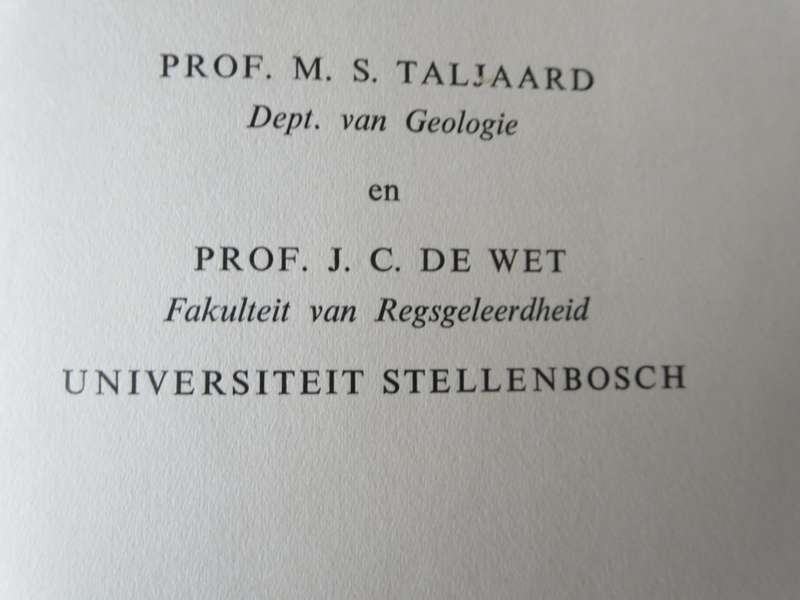 PROF. M. S. TALJAARD
Dept. van Geologie
en
PROF. J. C. DE WET
Fakulteit van Regsgeleerdheid
UNIVERSITEIT STELLENBOSCH